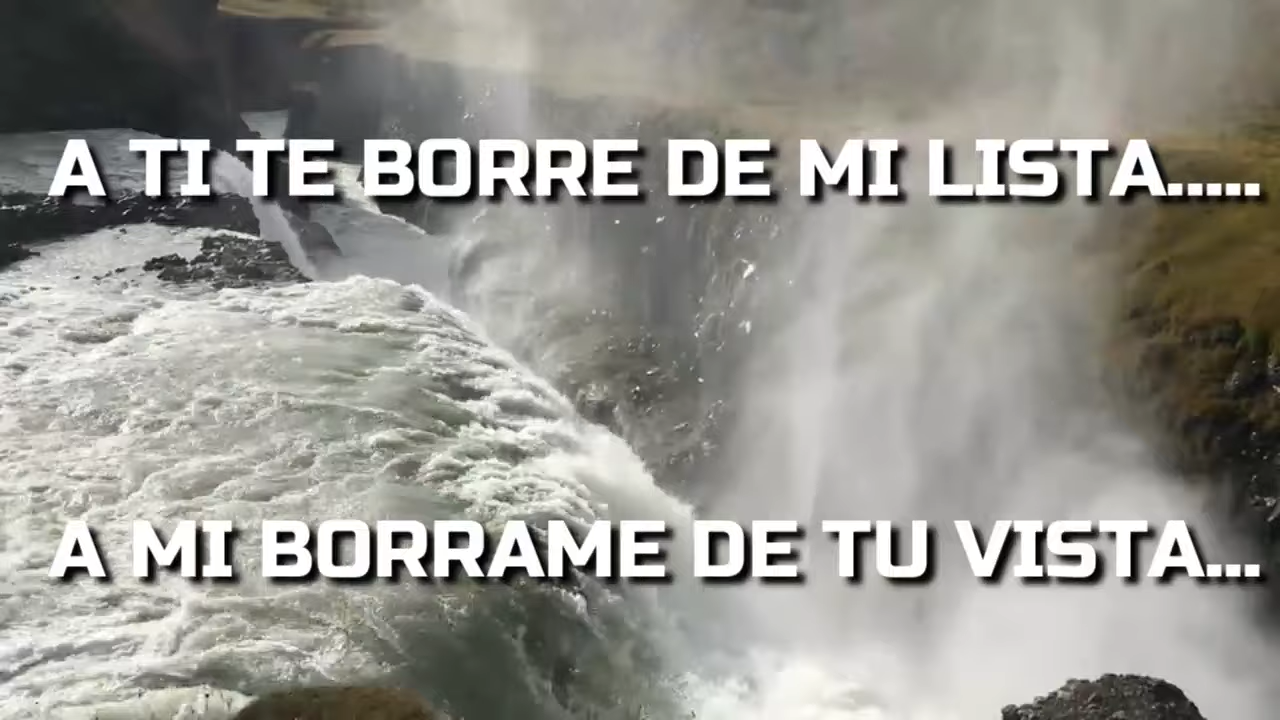 A TI TE BORRE DE MI LISTA.....
A MI BORRAME DE TU VISTA...